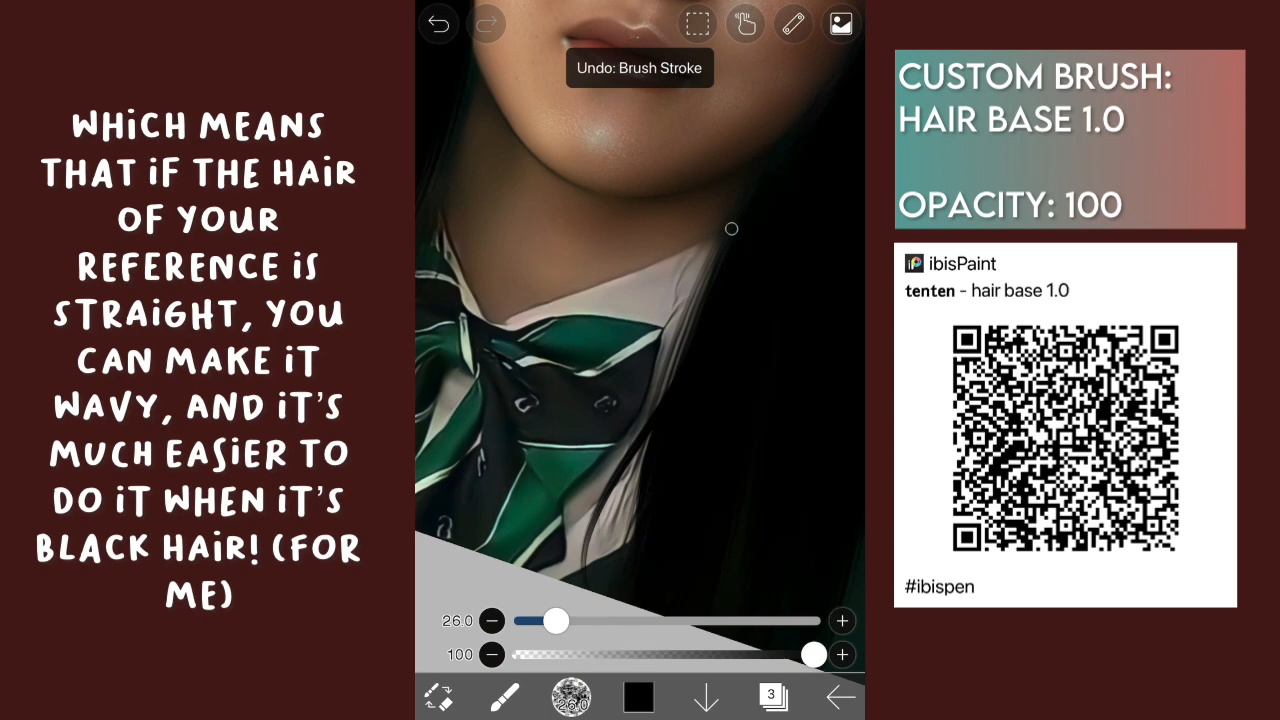 WHICH MEANS
THAT IF THE HAIR
OF YOUR
REFERENCE IS
STRAIGHT, YOU
CAN MAKE IT
WAVY, AND IT'S
MUCH EASIER TO
DO IT WHEN IT'S
BLACK HAIR! (FOR
ME)
Undo: Brush Stroke
26.0
100
26.0
3
CUSTOM BRUSH:
HAIR BASE 1.0
OPACITY: 100
ibisPaint
tenten - hair base 1.0
#ibispen